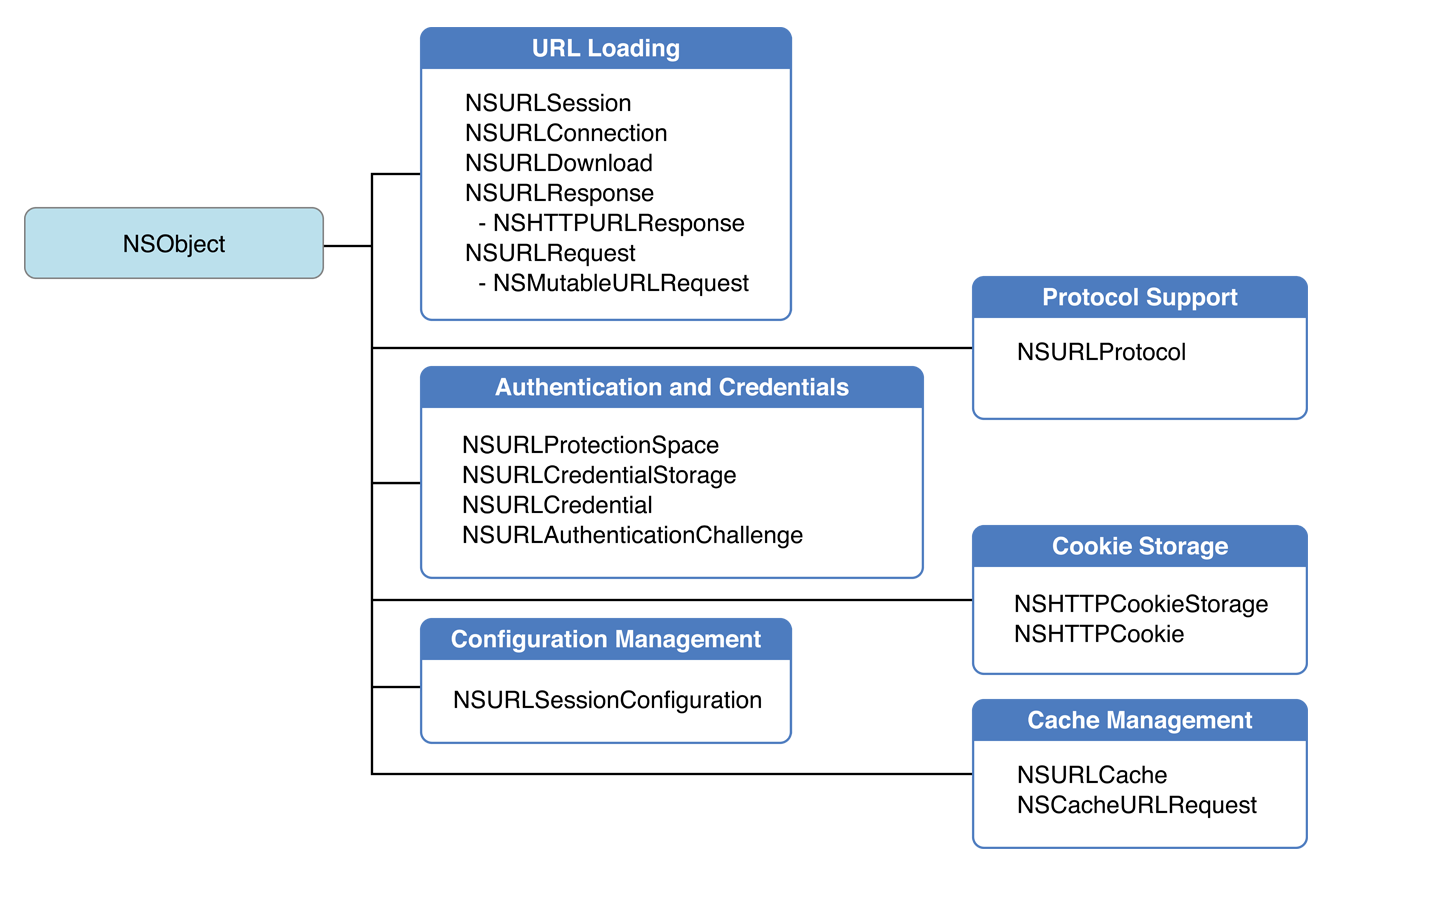 NSObject
URL Loading
NSURLSession
NSURLConnection
NSURLDownload
NSURLResponse
- NSHTTPURLResponse
NSURLRequest
- NSMutableURLRequest
Protocol Support
NSURLProtocol
Authentication and Credentials
NSURLProtectionSpace
NSURLCredentialStorage
NSURLCredential
NSURLAuthenticationChallenge
Cookie Storage
NSHTTPCookieStorage
NSHTTPCookie
Configuration Management
NSURLSessionConfiguration
Cache Management
NSURLCache
NSCacheURLRequest